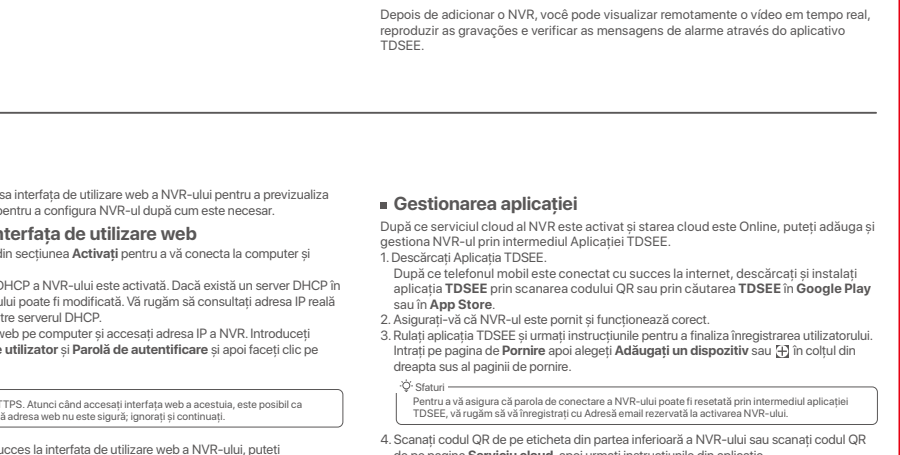 Depois de adicionar o NVR, você pode visualizar remotamente o vídeo em tempo real,
reproduzir as gravações e verificar as mensagens de alarme através do aplicativo
TDSEE.
sa interfața de utilizare web a NVR-ului pentru a previzualiza
pentru a configura NVR-ul după cum este necesar.
nterfața de utilizare web
din secțiunea Activați pentru a vă conecta la computer și
DHCP a NVR-ului este activată. Dacă există un server DHCP în
ului poate fi modificată. Vă rugăm să consultați adresa IP reală
tre serverul DHCP.
web pe computer și accesați adresa IP a NVR. Introduceți
e utilizator și Parolă de autentificare și apoi faceți clic pe
TTPS. Atunci când accesați interfața web a acestuia, este posibil ca
ă adresa web nu este sigură; ignorați și continuați.
ucces la interfața de utilizare web a NVR-ului, puteți
Gestionarea aplicației
După ce serviciul cloud al NVR este activat și starea cloud este Online, puteți adăuga și
gestiona NVR-ul prin intermediul Aplicației TDSEE.
1. Descărcați Aplicația TDSEE.
După ce telefonul mobil este conectat cu succes la internet, descărcați și instalați
aplicația TDSEE prin scanarea codului QR sau prin căutarea TDSEE în Google Play
sau în App Store.
2. Asigurați-vă că NVR-ul este pornit și funcționează corect.
3. Rulați aplicația TDSEE și urmați instrucțiunile pentru a finaliza înregistrarea utilizatorului.
Intrați pe pagina de Pornire apoi alegeți Adăugați un dispozitiv sau în colțul din
dreapta sus al paginii de pornire.
Sfaturi
Pentru a vă asigura că parola de conectare a NVR-ului poate fi resetată prin intermediul aplicației
TDSEE, vă rugăm să vă înregistrați cu Adresă email rezervată la activarea NVR-ului.
4. Scanați codul QR de pe eticheta din partea inferioară a NVR-ului sau scanați codul QR
de pe pagina Serviciu cloud, apoi urmați instrucțiunile din aplicație.